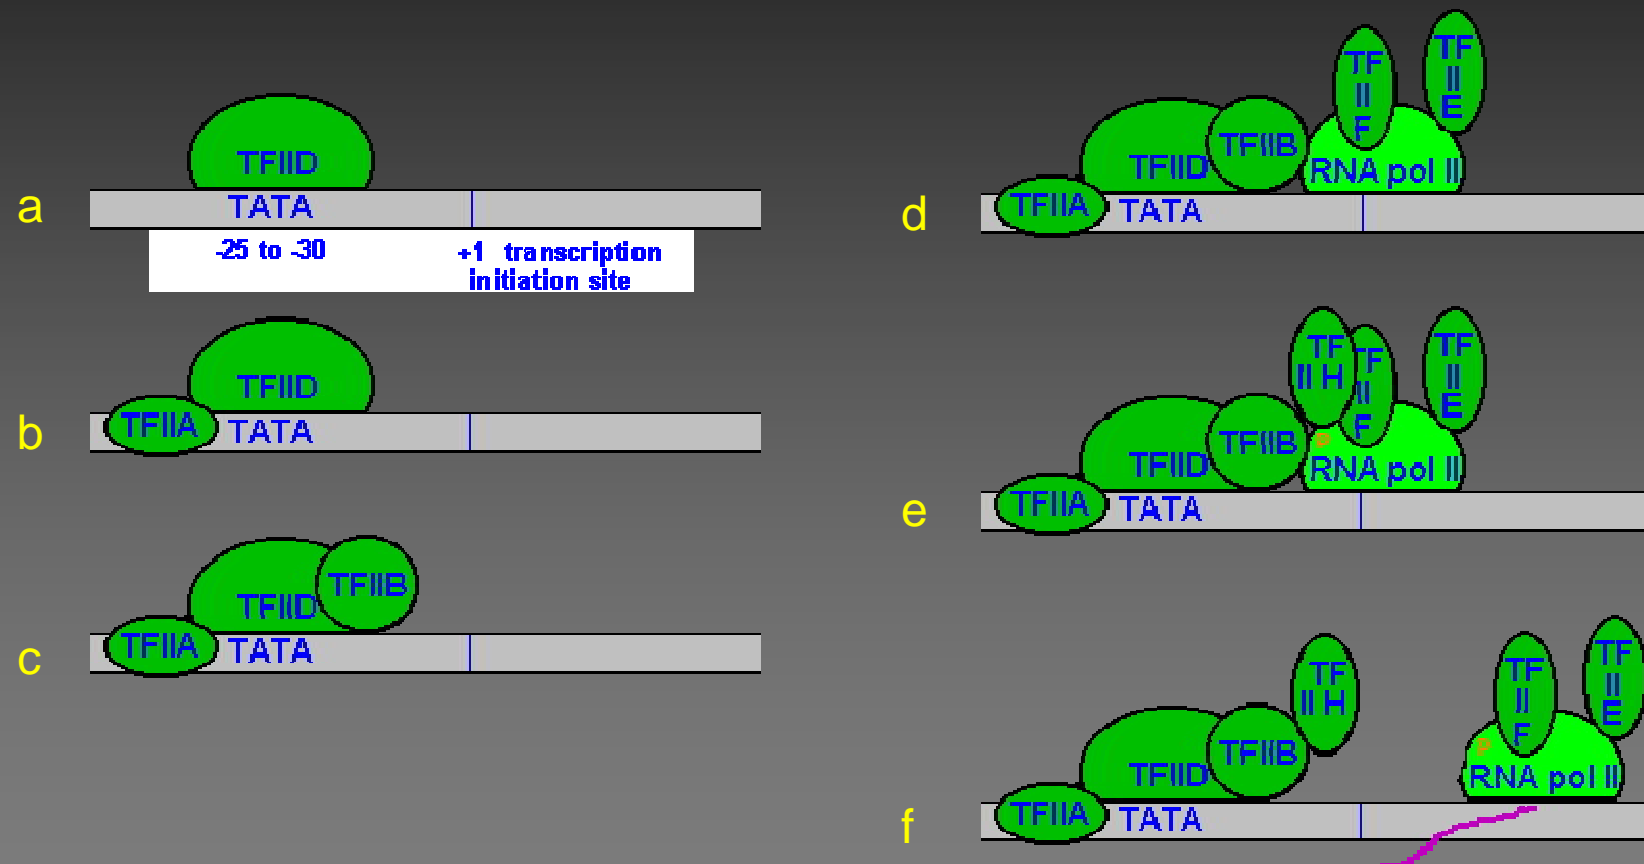 a
TFIID
TATA
-25 to -30
+1 transcription
initiation site
b
TFIID
TFIIA
TATA
c
TFIID
TFIIB
TFIIA
TATA
d
TFIIA
TATA
TFIID
TFIIB
TF
II
F
TF
II
E
RNA pol II
e
TFIIA
TATA
TFIID
TFIIB
TF
II H
TF
II
F
TF
II
E
P
RNA pol II
f
TFIIA
TATA
TFIID
TFIIB
TF
II H
TF
II
F
TF
II
E
P
RNA pol II